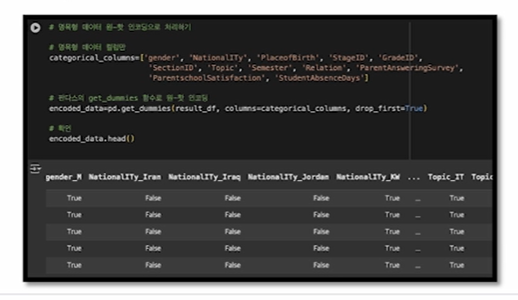 # 명목형 데이터 원-핫 인코딩으로 처리하기
# 명목형 데이터 컬럼만
categorical_columns=['gender', 'NationalITy', 'PlaceofBirth', 'StageID', 'GradeID',
'SectionID', 'Topic', 'Semester', 'Relation', 'ParentAnsweringSurvey',
'ParentschoolSatisfaction', 'StudentAbsenceDays']
# 판다스의 get_dummies 함수로 원-핫 인코딩
encoded_data=pd.get_dummies(result_df, columns=categorical_columns, drop_first=True)
# 확인
encoded_data.head()
gender_M NationalITy_Iran NationalITy_Iraq NationalITy_Jordan NationalITy_KW ... Topic_IT Topic
True False False False True ... True
True False False False True ... True
True False False False True ... True
True False False False True ... True
True False False False True ... True